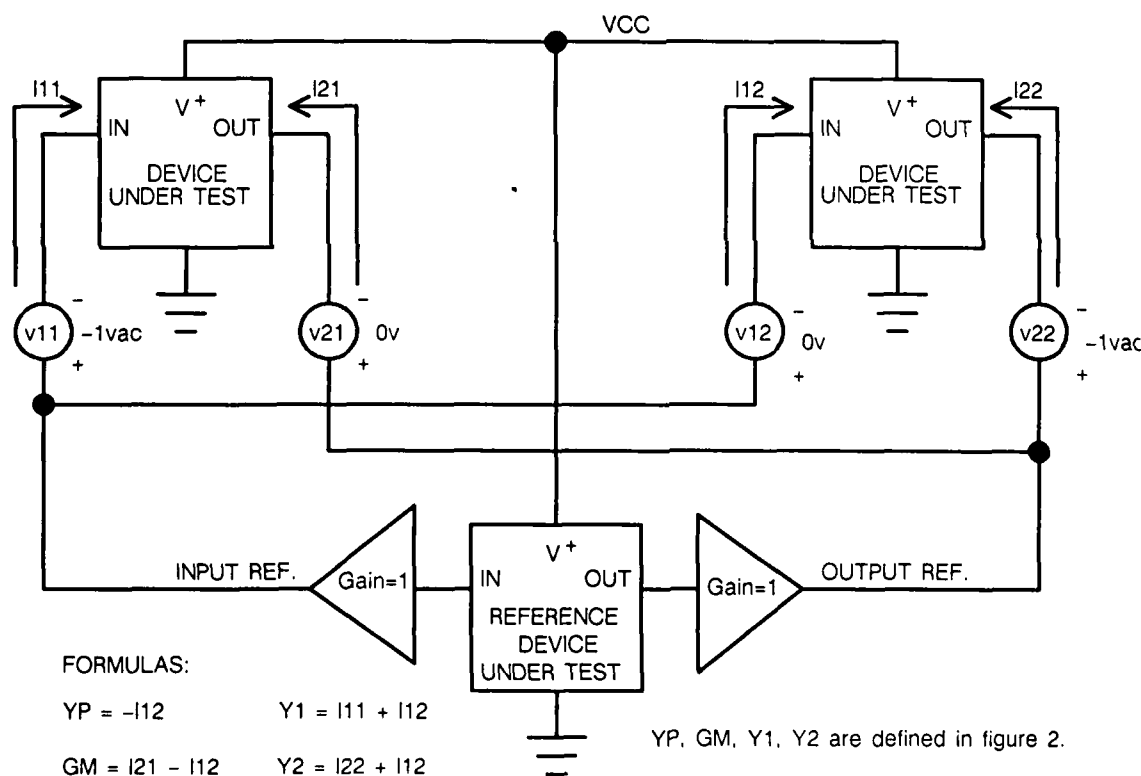 VCC
I11
I21
I12
I22
V+
IN
OUT
DEVICE
UNDER TEST
V+
IN
OUT
DEVICE
UNDER TEST
-
v11
-1vac
+
-
v21
0v
+
-
v12
0v
+
-
v22
-1vac
+
INPUT REF.
Gain=1
V+
IN
OUT
REFERENCE
DEVICE
UNDER TEST
Gain=1
OUTPUT REF.
FORMULAS:
YP = -I12
Y1 = I11 + I12
GM = I21 - I12
Y2 = I22 + I12
YP, GM, Y1, Y2 are defined in figure 2.